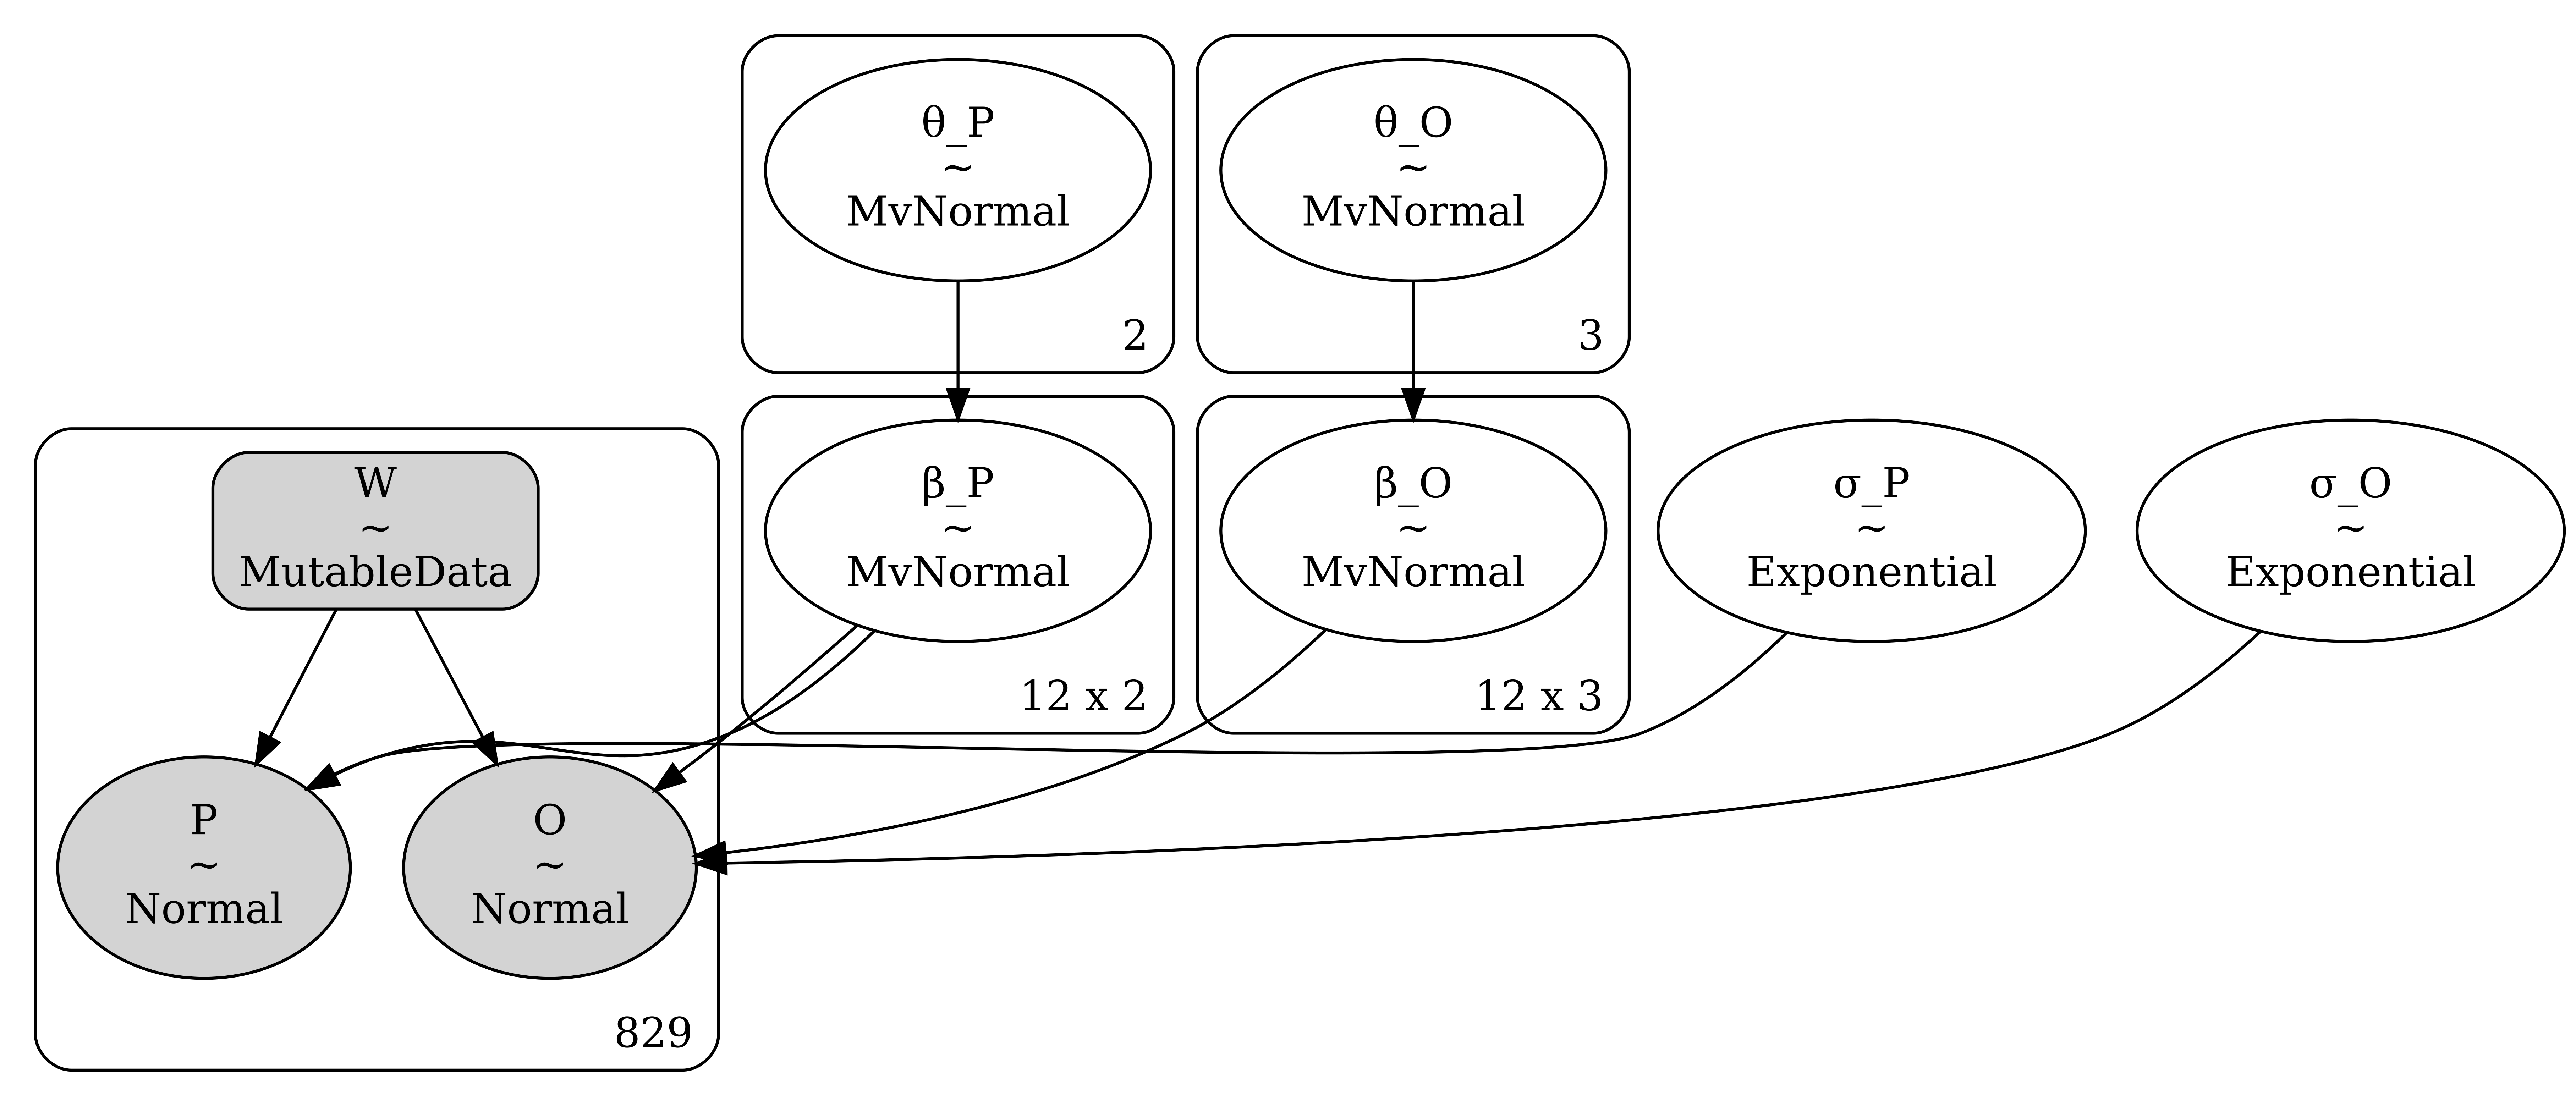 θ_P
~
MvNormal
2
θ_O
~
MvNormal
3
W
~
MutableData
β_P
~
MvNormal
12 x 2
β_O
~
MvNormal
12 x 3
σ_P
~
Exponential
σ_O
~
Exponential
P
~
Normal
O
~
Normal
829